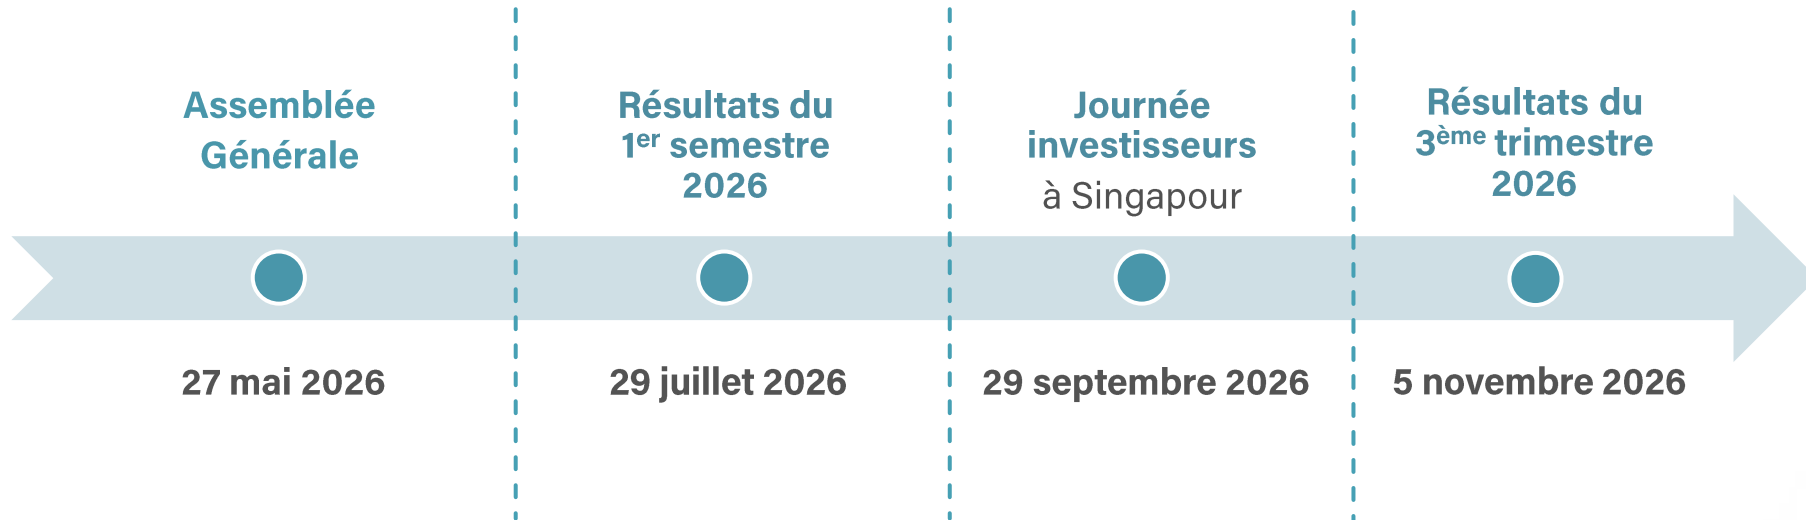 Assemblée
Générale
27 mai 2026
Résultats du
1er semestre
2026
29 juillet 2026
Journée
investisseurs
à Singapour
29 septembre 2026
Résultats du
3ème trimestre
2026
5 novembre 2026